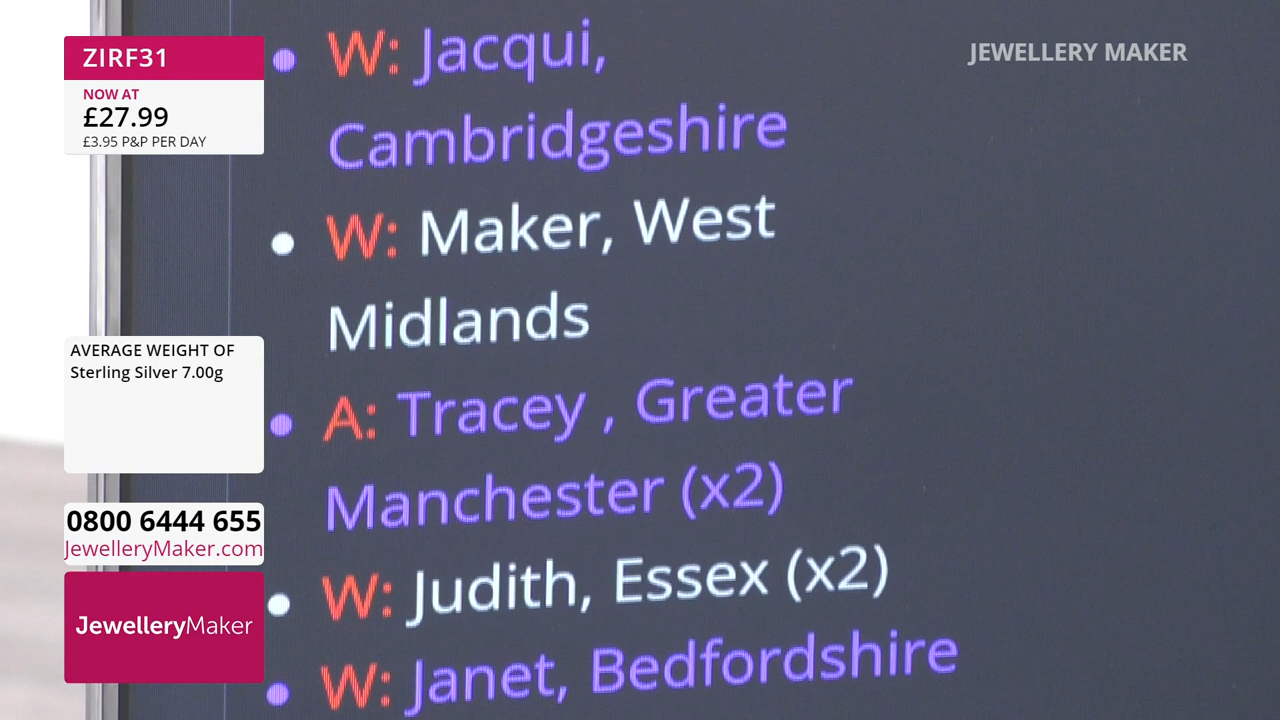 ZIRF31
NOW AT
£27.99
£3.95 P&P PER DAY
JEWELLERY MAKER
• W: Jacqui,
Cambridgeshire
• W: Maker, West
Midlands
• A: Tracey , Greater
Manchester (x2)
• W: Judith, Essex (x2)
• W: Janet, Bedfordshire
AVERAGE WEIGHT OF
Sterling Silver 7.00g
0800 6444 655
JewelleryMaker.com
JewelleryMaker